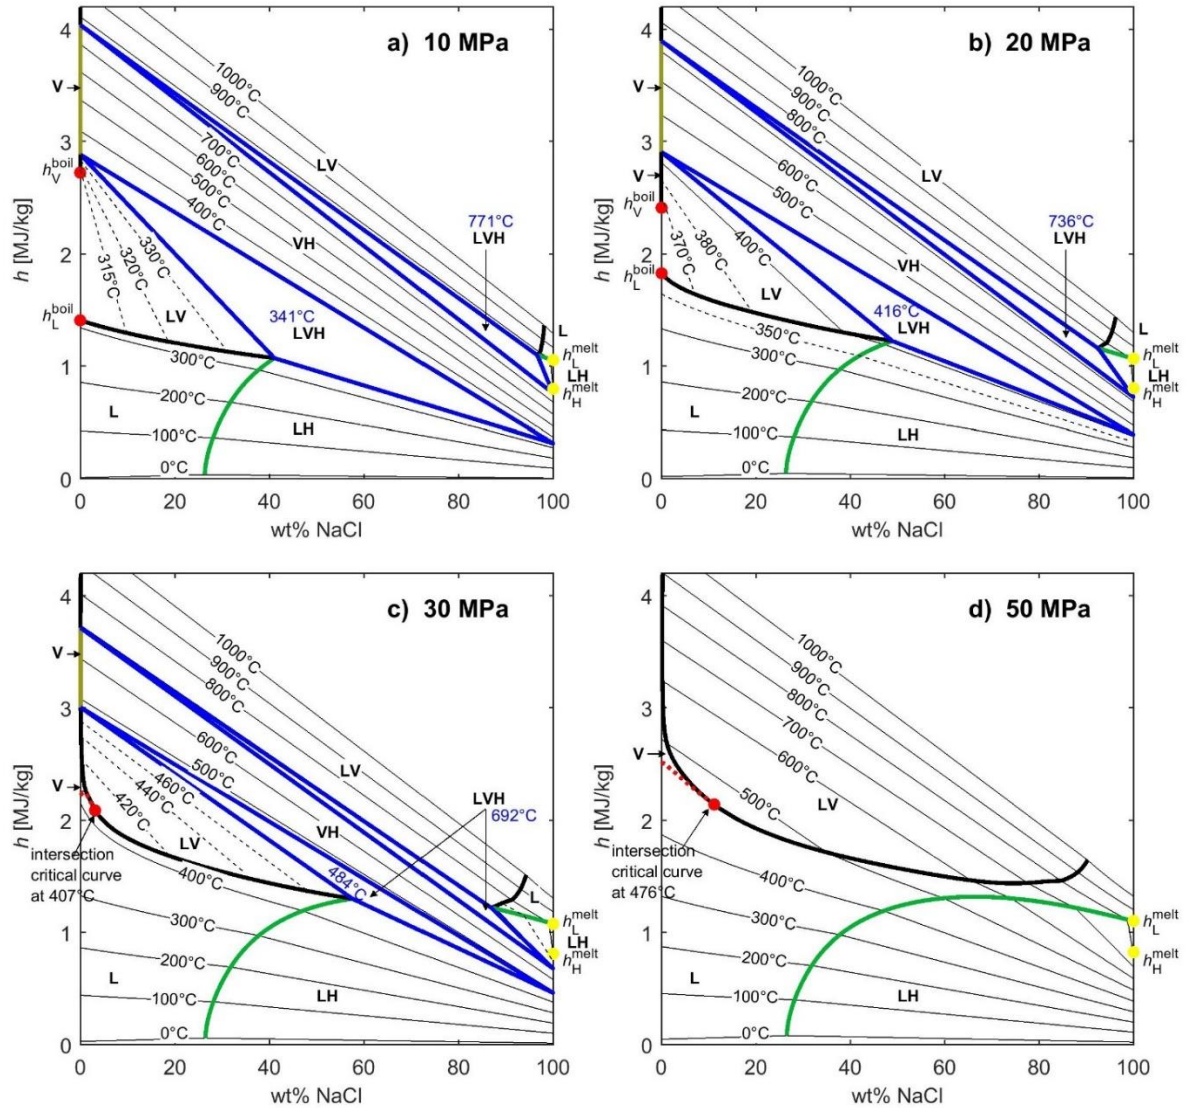 a) 10 MPa
4
3
2
1
0
h [MJ/kg]
V
h_V^boil
h_L^boil
1000°C
900°C
700°C
600°C
500°C
400°C
330°C
320°C
315°C
300°C
200°C
100°C
0°C
LV
VH
771°C
LVH
341°C
LVH
LV
L
LH
L
h_L^melt
LH
h_H^melt
0 20 40 60 80 100
wt% NaCl
b) 20 MPa
4
3
2
1
0
h [MJ/kg]
V
h_V^boil
h_L^boil
1000°C
900°C
800°C
600°C
500°C
400°C
380°C
370°C
350°C
300°C
200°C
100°C
0°C
LV
VH
736°C
LVH
416°C
LVH
LV
L
LH
L
h_L^melt
LH
h_H^melt
0 20 40 60 80 100
wt% NaCl
c) 30 MPa
4
3
2
1
0
h [MJ/kg]
V
V
1000°C
900°C
800°C
600°C
500°C
460°C
440°C
420°C
400°C
300°C
200°C
100°C
0°C
LV
VH
LVH
692°C
484°C
LV
intersection
critical curve
at 407°C
L
LH
L
h_L^melt
LH
h_H^melt
0 20 40 60 80 100
wt% NaCl
d) 50 MPa
4
3
2
1
0
h [MJ/kg]
V
1000°C
900°C
800°C
700°C
600°C
500°C
400°C
300°C
200°C
100°C
0°C
LV
intersection
critical curve
at 476°C
L
LH
h_L^melt
h_H^melt
0 20 40 60 80 100
wt% NaCl